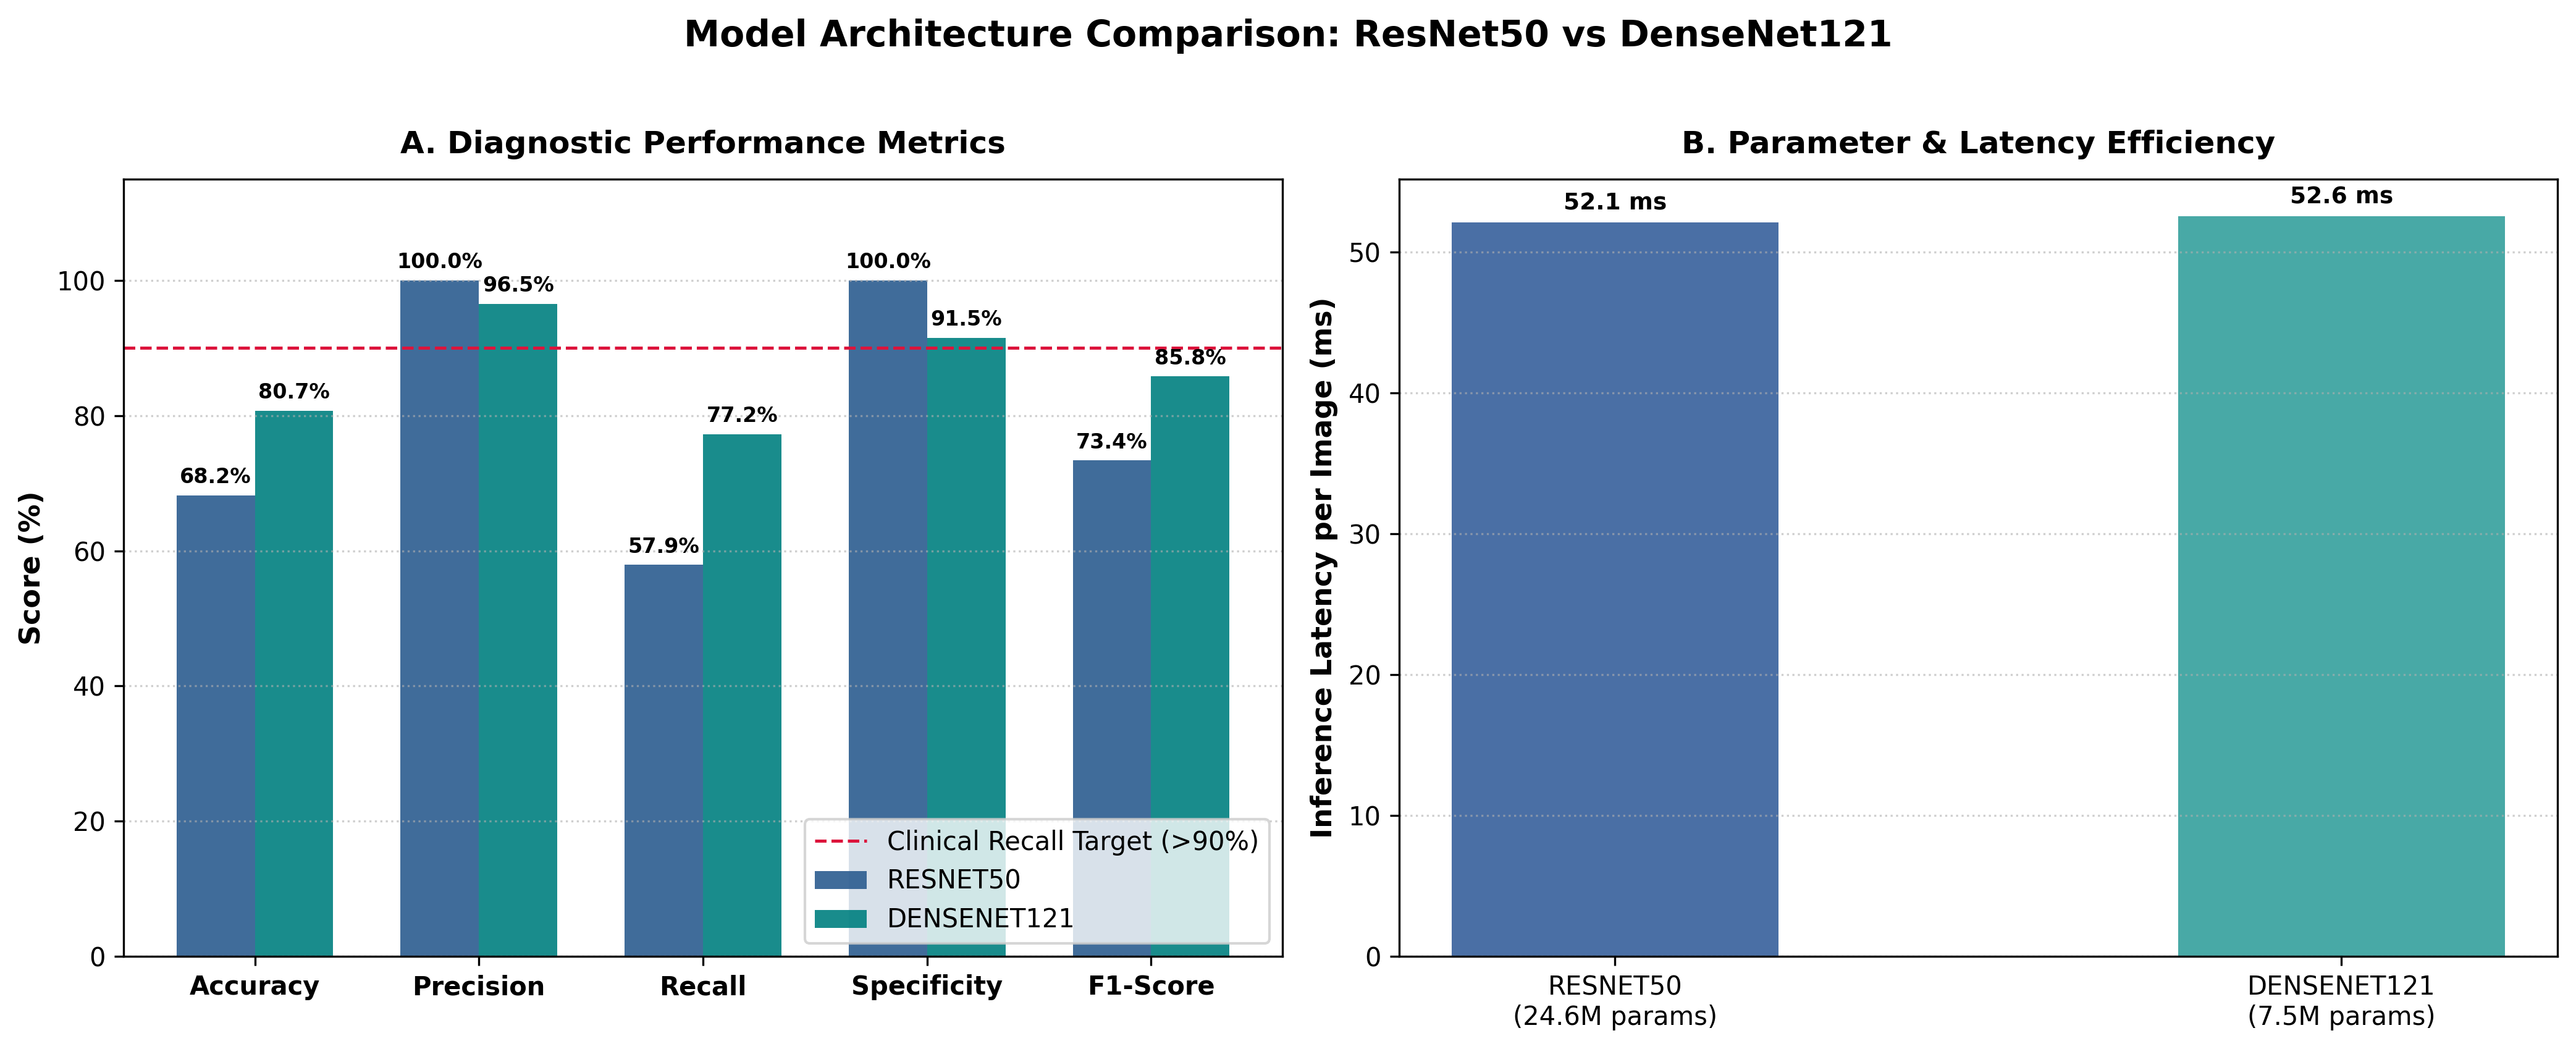 Model Architecture Comparison: ResNet50 vs DenseNet121
A. Diagnostic Performance Metrics
Score (%)
100
80
60
40
20
0
68.2%
80.7%
100.0%
96.5%
57.9%
77.2%
100.0%
91.5%
73.4%
85.8%
Clinical Recall Target (>90%)
RESNET50
DENSENET121
Accuracy
Precision
Recall
Specificity
F1-Score
B. Parameter & Latency Efficiency
Inference Latency per Image (ms)
50
40
30
20
10
0
52.1 ms
52.6 ms
RESNET50
(24.6M params)
DENSENET121
(7.5M params)